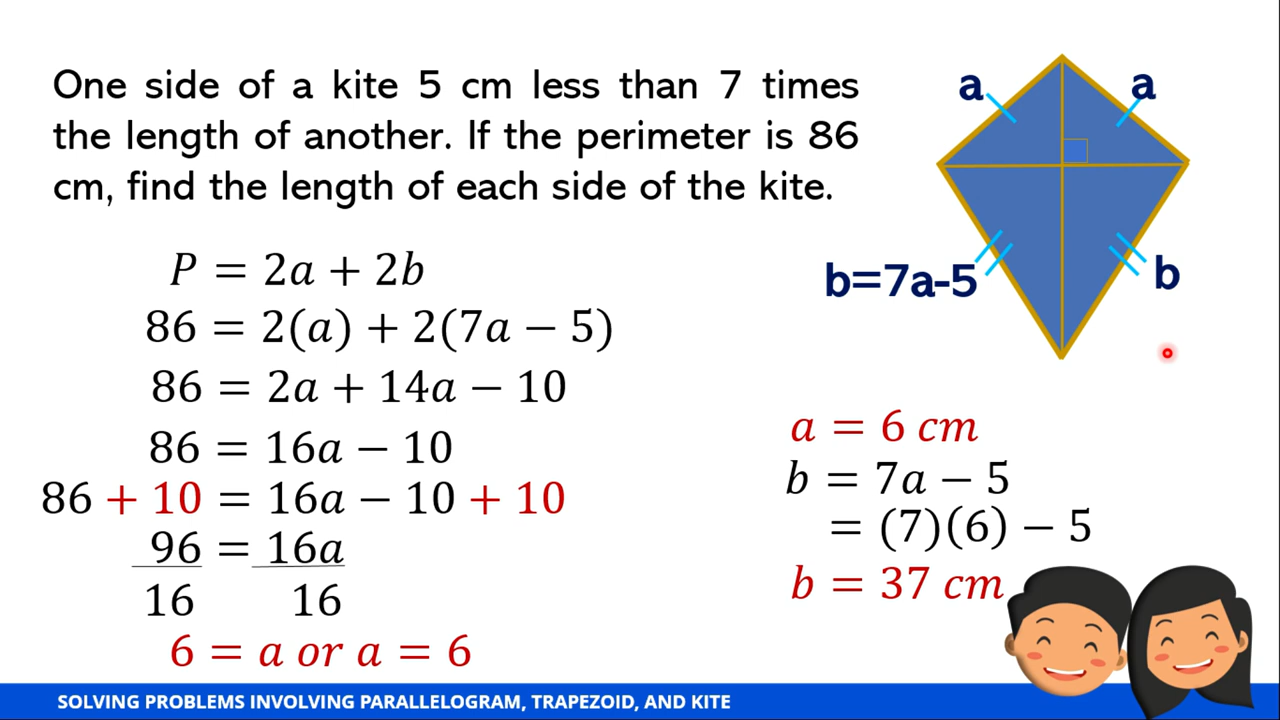 One side of a kite 5 cm less than 7 times
the length of another. If the perimeter is 86
cm, find the length of each side of the kite.
a
a
b=7a-5
b
P = 2a + 2b
86 = 2(a) + 2(7a − 5)
86 = 2a + 14a − 10
86 = 16a − 10
86 + 10 = 16a − 10 + 10
96 = 16a
16 16
6 = a or a = 6
a = 6 cm
b = 7a − 5
= (7)(6) − 5
b = 37 cm
SOLVING PROBLEMS INVOLVING PARALLELOGRAM, TRAPEZOID, AND KITE